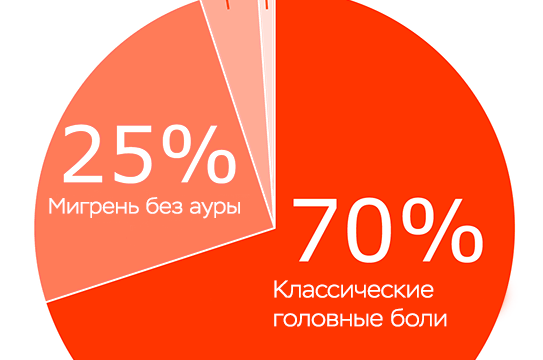 25%
Мигрень без ауры
70%
Классические
головные боли